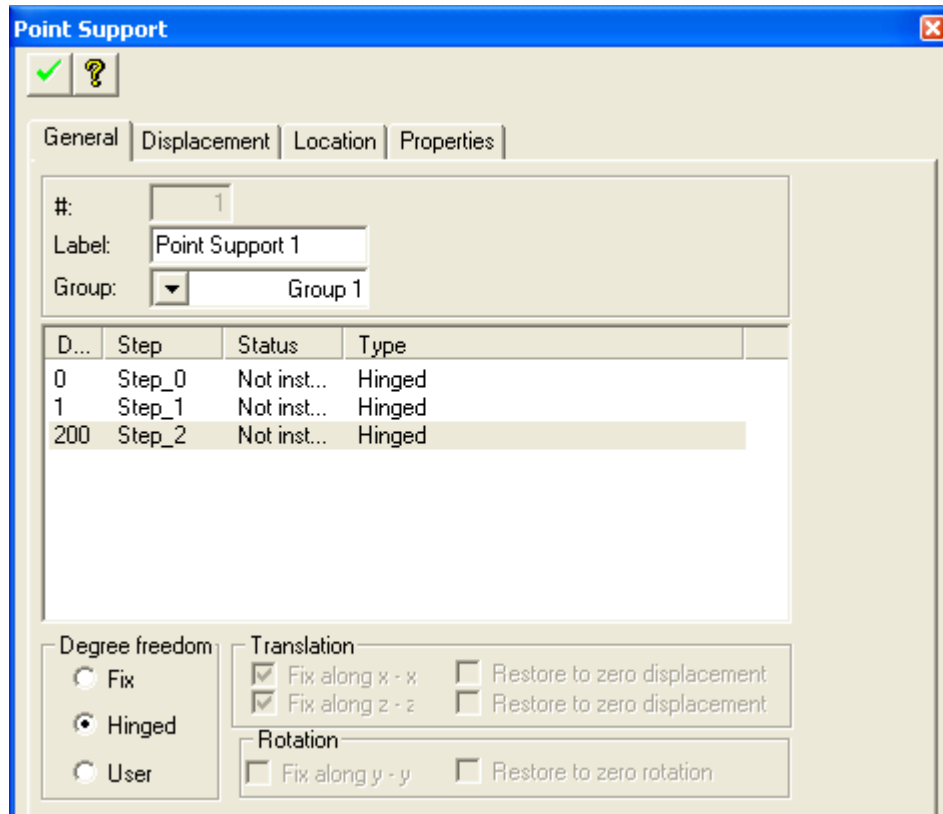 Point Support
General Displacement Location Properties
#: 1
Label: Point Support 1
Group: Group 1
D... Step Status Type
0 Step_0 Not inst... Hinged
1 Step_1 Not inst... Hinged
200 Step_2 Not inst... Hinged
Degree freedom
Fix
Hinged
User
Translation
Fix along x - x Restore to zero displacement
Fix along z - z Restore to zero displacement
Rotation
Fix along y - y Restore to zero rotation